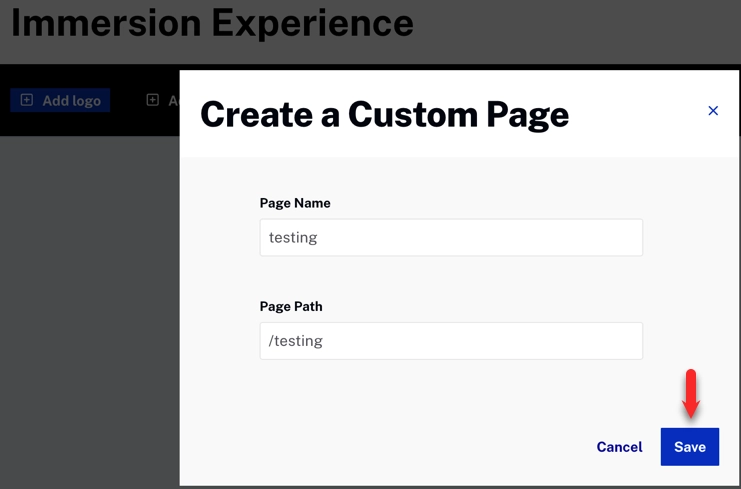 Immersion Experience
Add logo
Create a Custom Page
Page Name
testing
Page Path
/testing
Cancel
Save